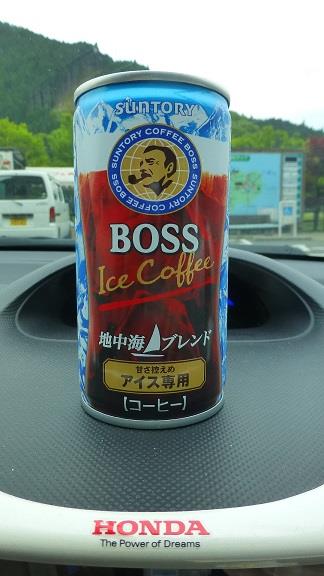 SUNTORY
SUNTORY COFFEE BOSS SUNTORY COFFEE BOSS
BOSS
Ice Coffee
地中海ブレンド
甘さ控えめ
アイス専用
【コーヒー】
HONDA
The Power of Dreams